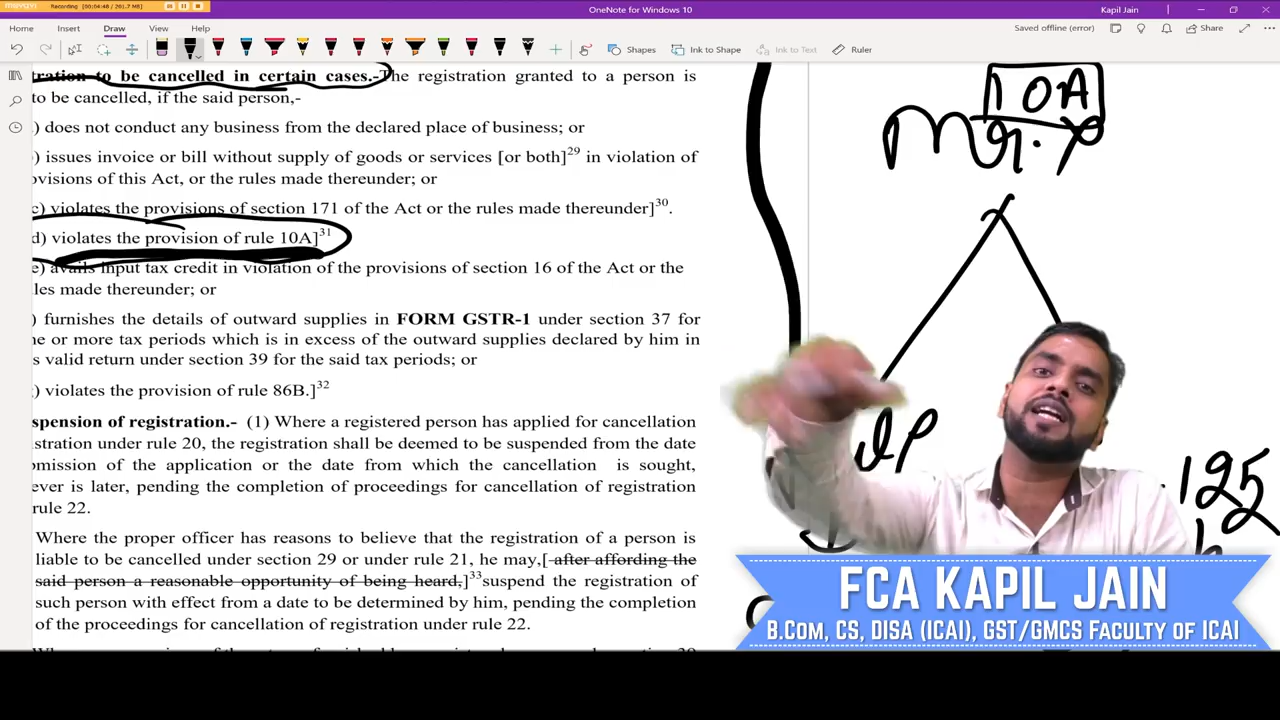 Recording [00:04:46 / 201.7 MB]
OneNote for Windows 10
Kapil Jain
Home Insert Draw View Help
Saved offline (error) Share
Shapes Ink to Shape Ink to Text Ruler
tration to be cancelled in certain cases.-The registration granted to a person is
to be cancelled, if the said person,-
) does not conduct any business from the declared place of business; or
) issues invoice or bill without supply of goods or services [or both]29 in violation of
ovisions of this Act, or the rules made thereunder; or
c) violates the provisions of section 171 of the Act or the rules made thereunder]30.
d) violates the provision of rule 10A]31
e) avails input tax credit in violation of the provisions of section 16 of the Act or the
les made thereunder; or
) furnishes the details of outward supplies in FORM GSTR-1 under section 37 for
ne or more tax periods which is in excess of the outward supplies declared by him in
s valid return under section 39 for the said tax periods; or
) violates the provision of rule 86B.]32
spension of registration.- (1) Where a registered person has applied for cancellation
istration under rule 20, the registration shall be deemed to be suspended from the date
omission of the application or the date from which the cancellation is sought,
ever is later, pending the completion of proceedings for cancellation of registration
rule 22.
Where the proper officer has reasons to believe that the registration of a person is
liable to be cancelled under section 29 or under rule 21, he may,[ after affording the
said person a reasonable opportunity of being heard,]33suspend the registration of
such person with effect from a date to be determined by him, pending the completion
of the proceedings for cancellation of registration under rule 22.
10A
Mr. X
125
FCA KAPIL JAIN
B.Com, CS, DISA (ICAI), GST/GMCS Faculty of ICAI